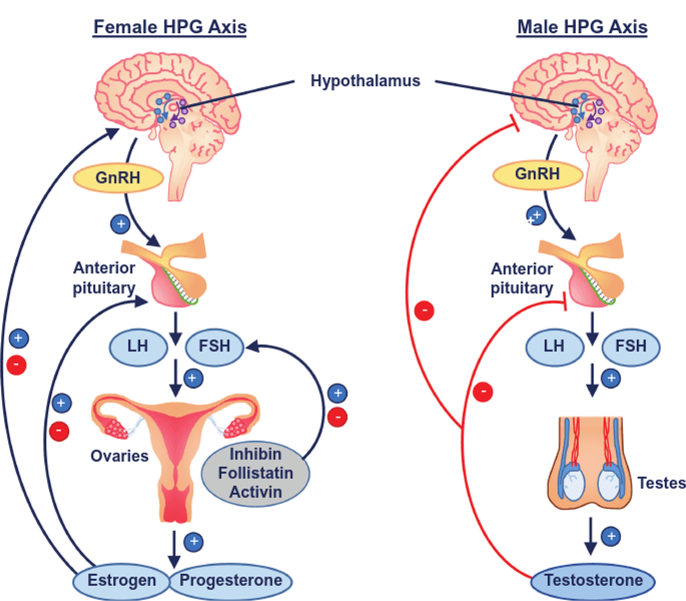 Female HPG Axis
Male HPG Axis
Hypothalamus
GnRH
+
Anterior
pituitary
LH
FSH
+
+
-
+
-
+
-
Ovaries
Inhibin
Follistatin
Activin
+
Estrogen
Progesterone
GnRH
+
Anterior
pituitary
-
LH
FSH
+
-
Testes
+
Testosterone